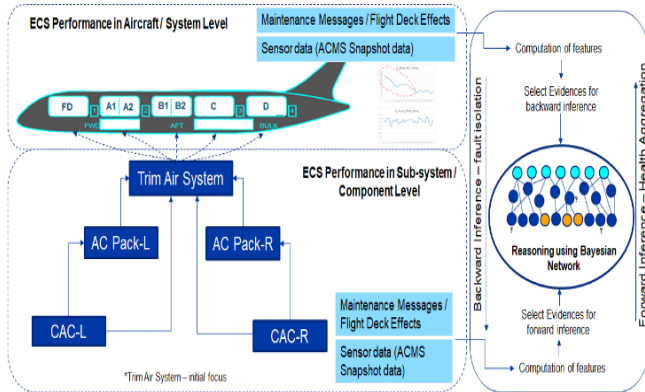 ECS Performance in Aircraft / System Level
Maintenance Messages / Flight Deck Effects
Sensor data (ACMS Snapshot data)
FD
1
A1
A2
2
B1
B2
3
C
D
4
FWD
AFT
BULK
ECS Performance in Sub-system /
Component Level
Trim Air System
AC Pack-L
AC Pack-R
CAC-L
CAC-R
Maintenance Messages /
Flight Deck Effects
Sensor data (ACMS
Snapshot data)
*Trim Air System – initial focus
Backward Inference – fault isolation
Computation of features
Select Evidences for
backward inference
?
?
?
Reasoning using Bayesian
Network
Select Evidences for
forward inference
Computation of features
Forward Inference – Health Aggregation